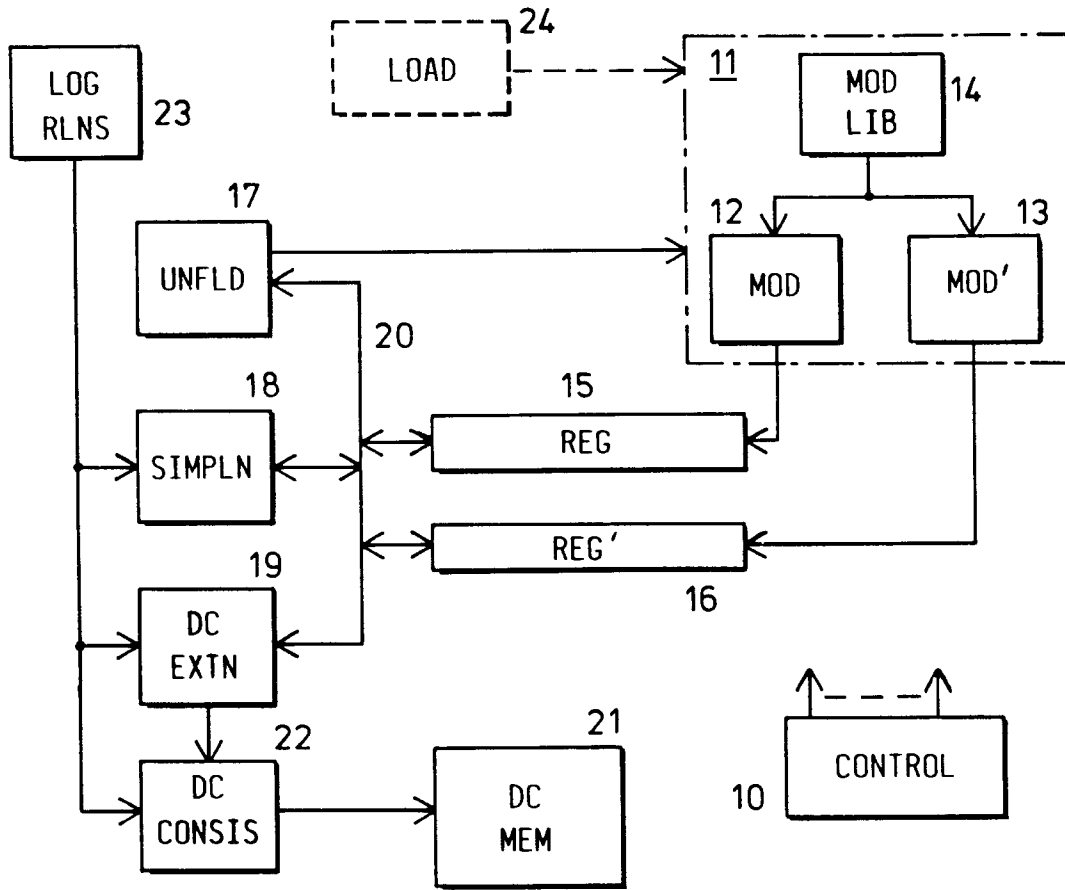 24
LOG
RLNS
23
LOAD
11
MOD
LIB
14
17
12
13
UNFLD
MOD
MOD'
20
18
15
SIMPLN
REG
REG'
19
16
DC
EXTN
22
21
DC
CONSIS
DC
MEM
10
CONTROL